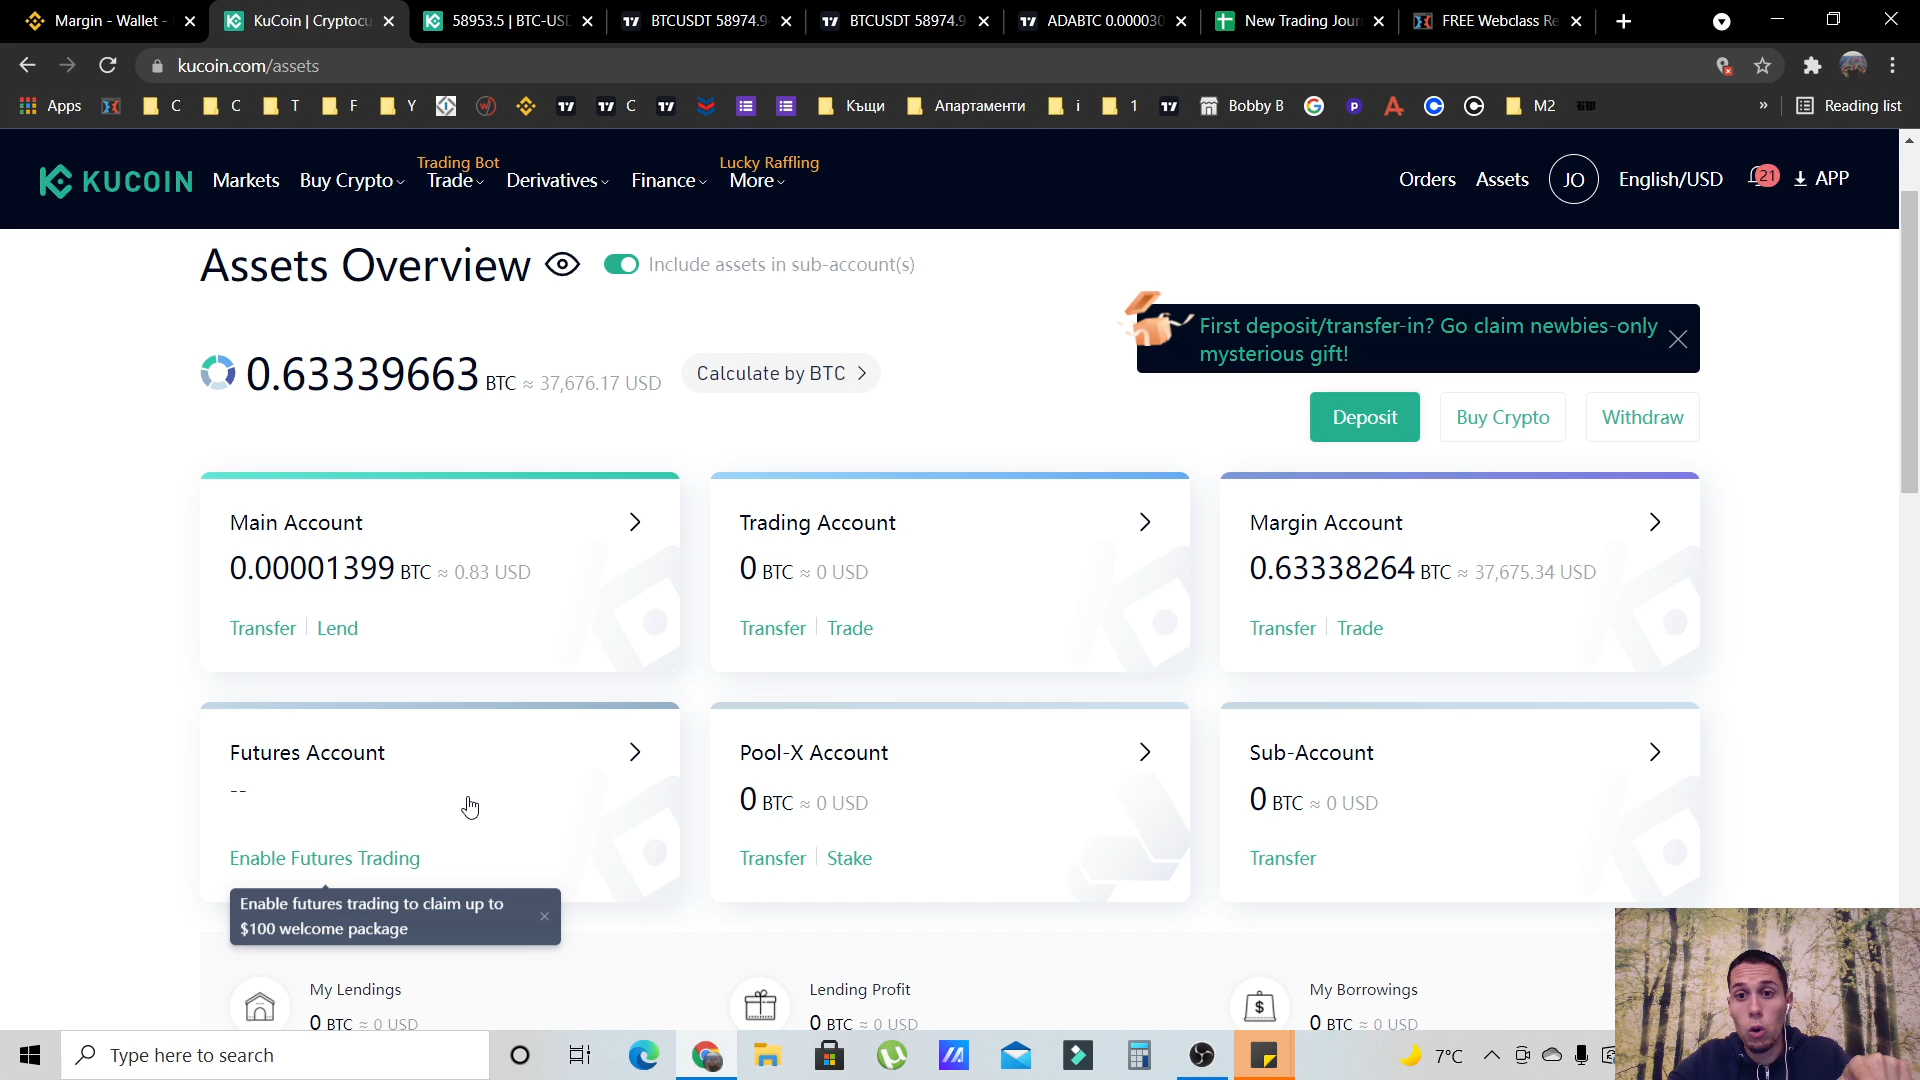 Margin - Wallet -
KuCoin | Cryptocu
58953.5 | BTC-USD
BTCUSDT 58974.9
BTCUSDT 58974.9
ADABTC 0.000030
New Trading Jour
FREE Webclass Re
kucoin.com/assets
Apps
C
C
T
F
Y
C
Къщи
Апартаменти
i
1
Bobby B
M2
»
Reading list
KUCOIN
Markets
Buy Crypto
Trading Bot
Trade
Derivatives
Finance
Lucky Raffling
More
Orders
Assets
JO
English/USD
21
APP
Assets Overview
Include assets in sub-account(s)
First deposit/transfer-in? Go claim newbies-only
mysterious gift!
0.63339663 BTC ≈ 37,676.17 USD
Calculate by BTC >
Deposit
Buy Crypto
Withdraw
Main Account
0.00001399 BTC ≈ 0.83 USD
Transfer | Lend
Trading Account
0 BTC ≈ 0 USD
Transfer | Trade
Margin Account
0.63338264 BTC ≈ 37,675.34 USD
Transfer | Trade
Futures Account
--
Enable Futures Trading
Enable futures trading to claim up to
$100 welcome package
Pool-X Account
0 BTC ≈ 0 USD
Transfer | Stake
Sub-Account
0 BTC ≈ 0 USD
Transfer
My Lendings
0 BTC ≈ 0 USD
Lending Profit
0 BTC ≈ 0 USD
My Borrowings
0 BTC ≈ 0 USD
Type here to search
7°C